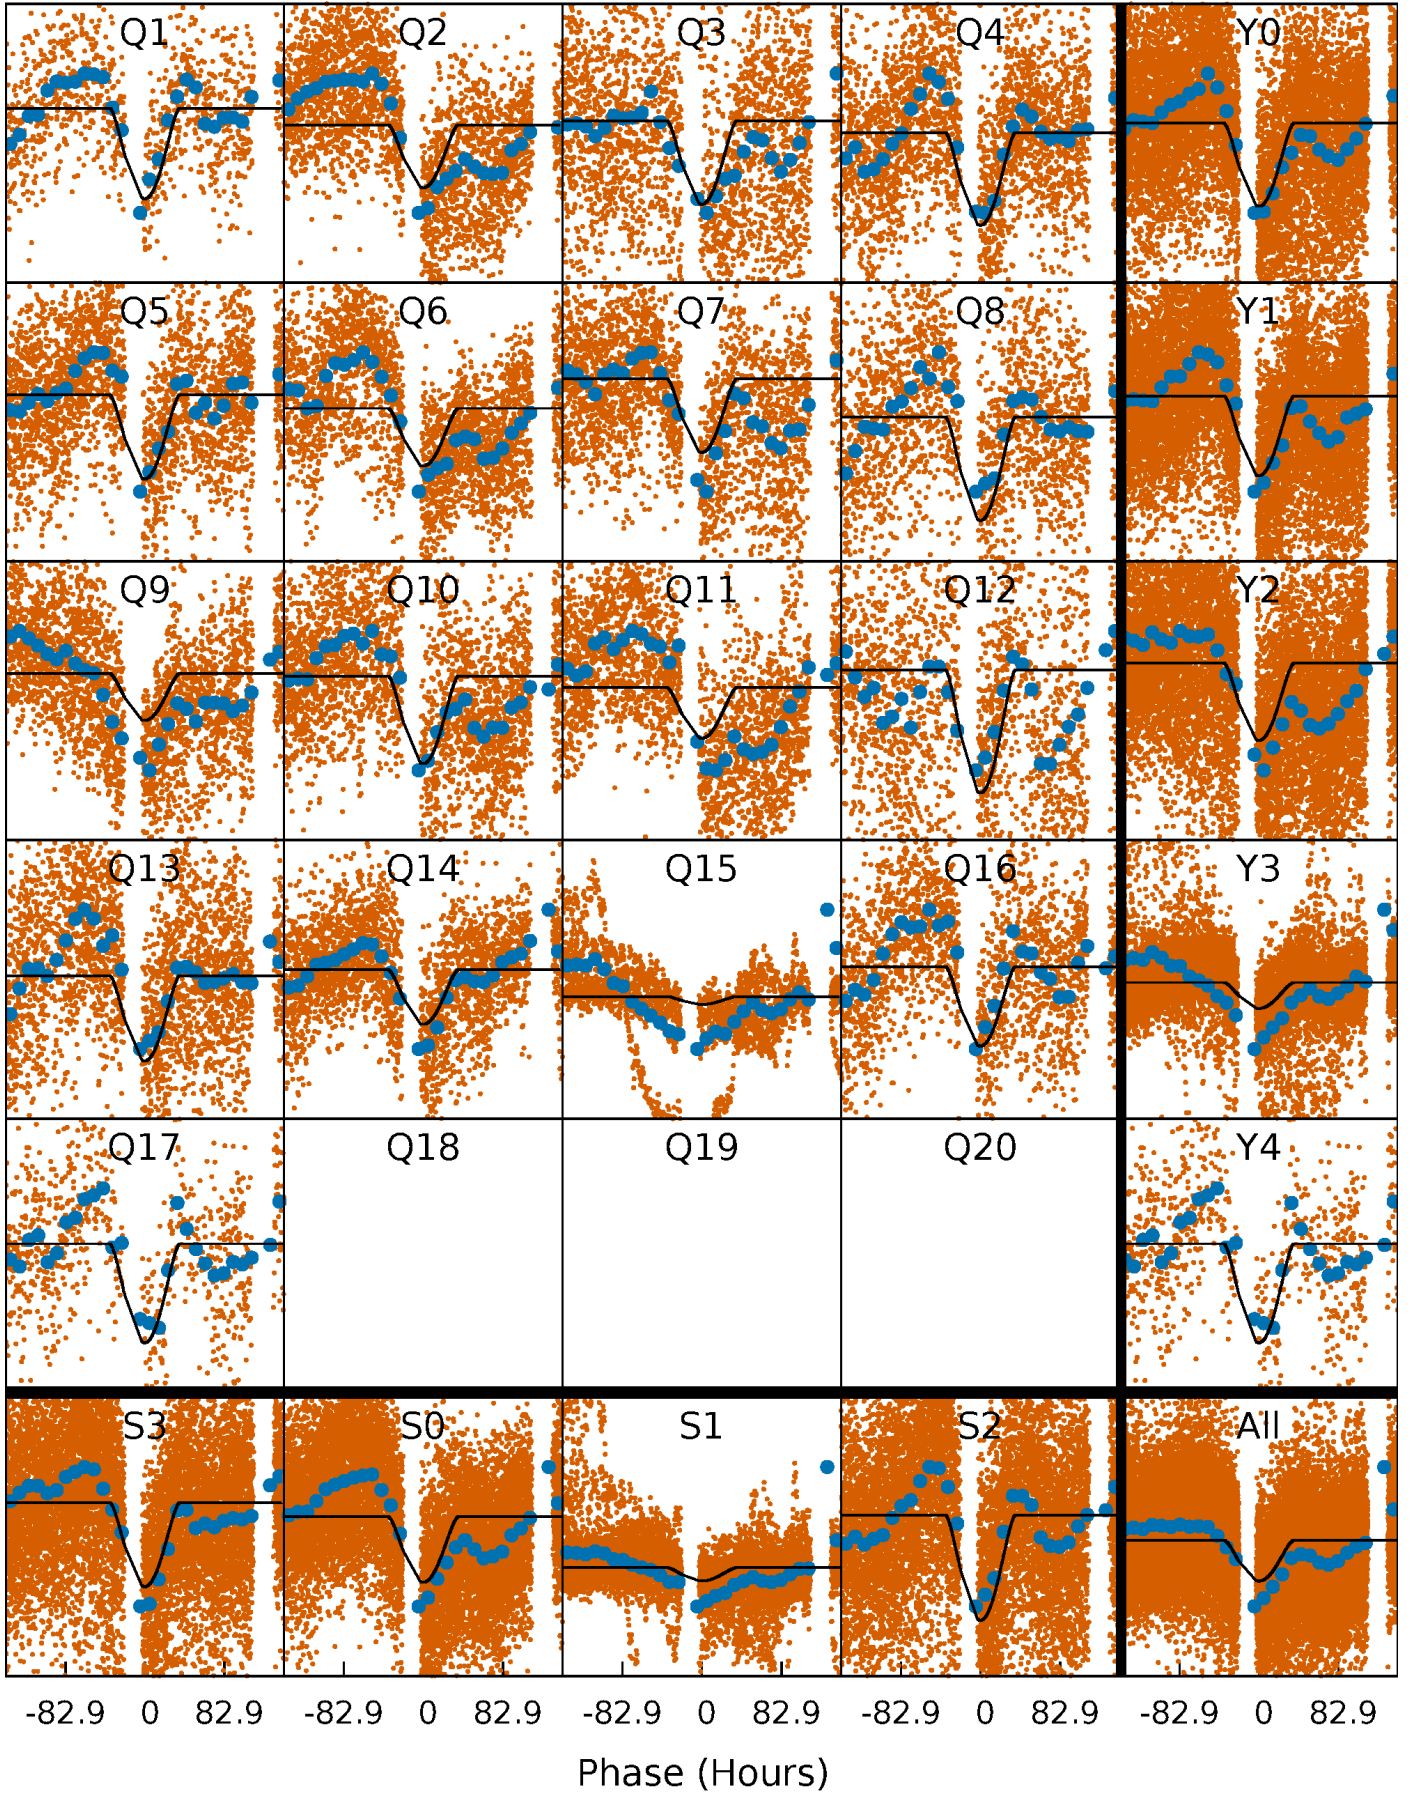 Q1 Q2 Q3 Q4 Y0
Q5 Q6 Q7 Q8 Y1
Q9 Q10 Q11 Q12 Y2
Q13 Q14 Q15 Q16 Y3
Q17 Q18 Q19 Q20 Y4
S3 S0 S1 S2 All
-82.9 0 82.9 -82.9 0 82.9 -82.9 0 82.9 -82.9 0 82.9 -82.9 0 82.9
Phase (Hours)